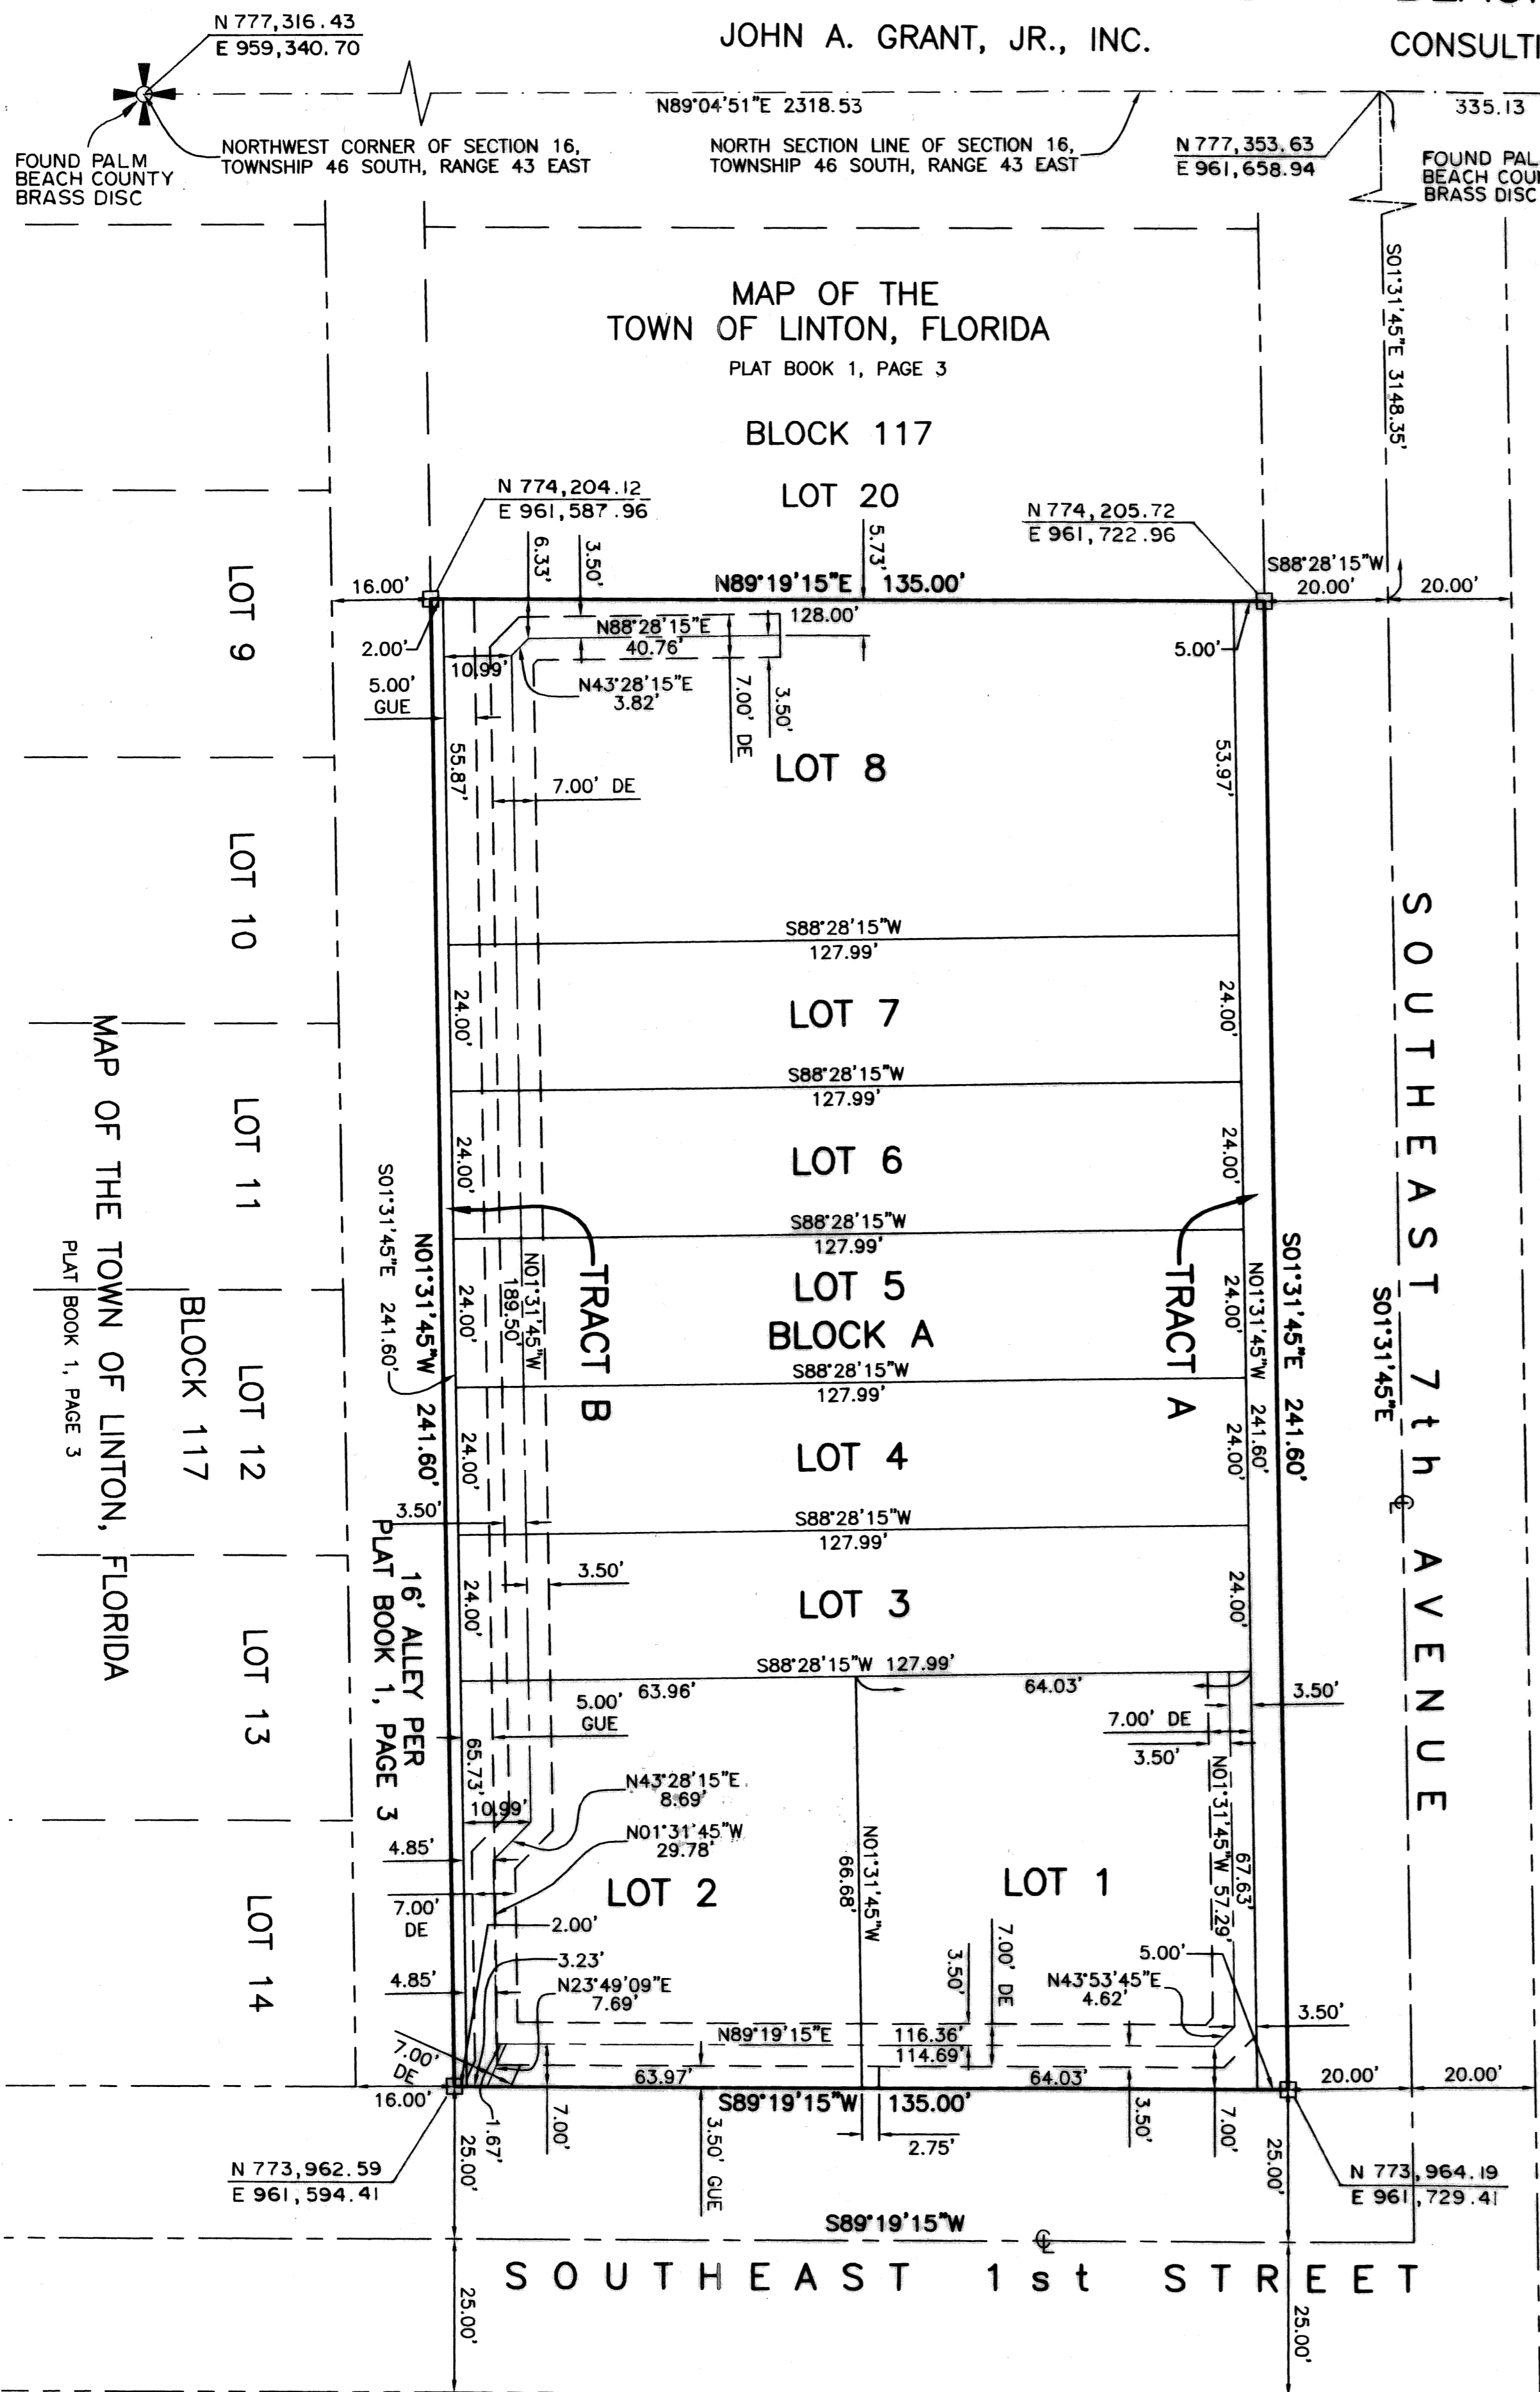 N 777,316.43
E 959,340.70
JOHN A. GRANT, JR., INC.
CONSULTI
N89°04'51"E 2318.53
335.13
FOUND PALM
BEACH COUNTY
BRASS DISC
NORTHWEST CORNER OF SECTION 16,
TOWNSHIP 46 SOUTH, RANGE 43 EAST
NORTH SECTION LINE OF SECTION 16,
TOWNSHIP 46 SOUTH, RANGE 43 EAST
N 777,353.63
E 961,658.94
FOUND PAL
BEACH COU
BRASS DISC
S01°31'45"E 3148.35'
MAP OF THE
TOWN OF LINTON, FLORIDA
PLAT BOOK 1, PAGE 3
BLOCK 117
LOT 20
N 774,204.12
E 961,587.96
N 774,205.72
E 961,722.96
6.33'
3.50'
5.73'
S88°28'15"W
16.00'
N89°19'15"E 135.00'
20.00'
20.00'
128.00'
N88°28'15"E
40.76'
2.00'
10.99'
5.00'
5.00'
GUE
N43°28'15"E
3.82'
7.00' DE
3.50'
LOT 9
55.87'
53.97'
LOT 8
7.00' DE
LOT 10
S88°28'15"W
127.99'
24.00'
LOT 7
24.00'
S88°28'15"W
127.99'
LOT 11
24.00'
LOT 6
24.00'
S88°28'15"W
127.99'
S01°31'45"E 241.60'
N01°31'45"W 241.60'
TRACT B
TRACT A
N01°31'45"W
189.50'
24.00'
LOT 5
BLOCK A
24.00'
N01°31'45"W 241.60'
S01°31'45"E 241.60'
S01°31'45"E
SOUTHEAST 7th AVENUE
℄
MAP OF THE TOWN OF LINTON, FLORIDA
PLAT BOOK 1, PAGE 3
BLOCK 117
LOT 12
S88°28'15"W
127.99'
24.00'
LOT 4
24.00'
3.50'
S88°28'15"W
127.99'
16' ALLEY PER
PLAT BOOK 1, PAGE 3
3.50'
24.00'
LOT 3
24.00'
LOT 13
S88°28'15"W 127.99'
63.96'
64.03'
3.50'
5.00'
GUE
7.00' DE
3.50'
65.73'
N43°28'15"E
8.69'
10.99'
N01°31'45"W
29.78'
N01°31'45"W
66.68'
N01°31'45"W 57.29'
67.63'
4.85'
LOT 2
LOT 1
7.00'
DE
2.00'
LOT 14
3.23'
5.00'
4.85'
N23°49'09"E
7.69'
3.50'
7.00' DE
N43°53'45"E
4.62'
3.50'
N89°19'15"E
116.36'
114.69'
7.00'
DE
63.97'
64.03'
20.00'
20.00'
16.00'
S89°19'15"W 135.00'
1.67'
7.00'
3.50' GUE
2.75'
3.50'
7.00'
25.00'
25.00'
N 773,962.59
E 961,594.41
N 773,964.19
E 961,729.41
S89°19'15"W
℄
SOUTHEAST 1st STREET
25.00'
25.00'